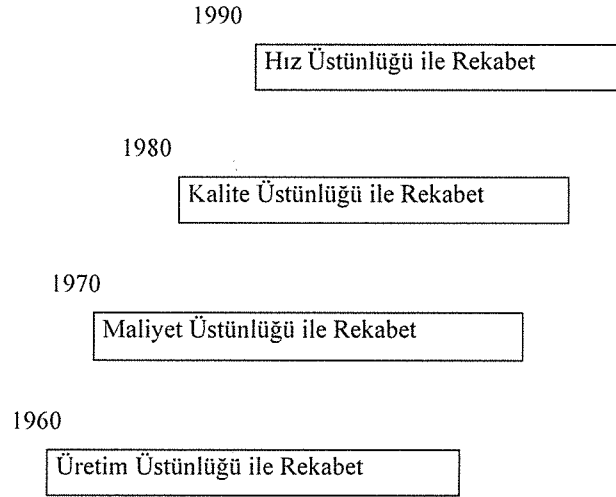 1990
Hız Üstünlüğü ile Rekabet
1980
Kalite Üstünlüğü ile Rekabet
1970
Maliyet Üstünlüğü ile Rekabet
1960
Üretim Üstünlüğü ile Rekabet